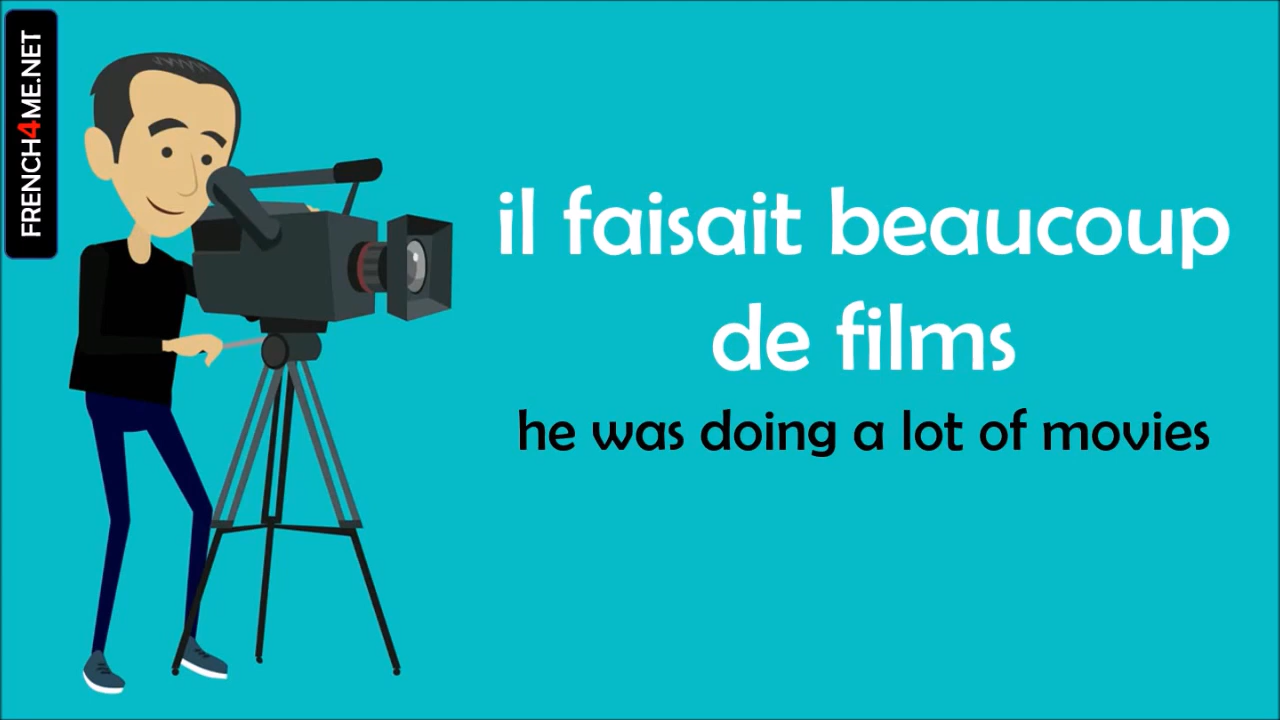 FRENCH4ME.NET
il faisait beaucoup
de films
he was doing a lot of movies